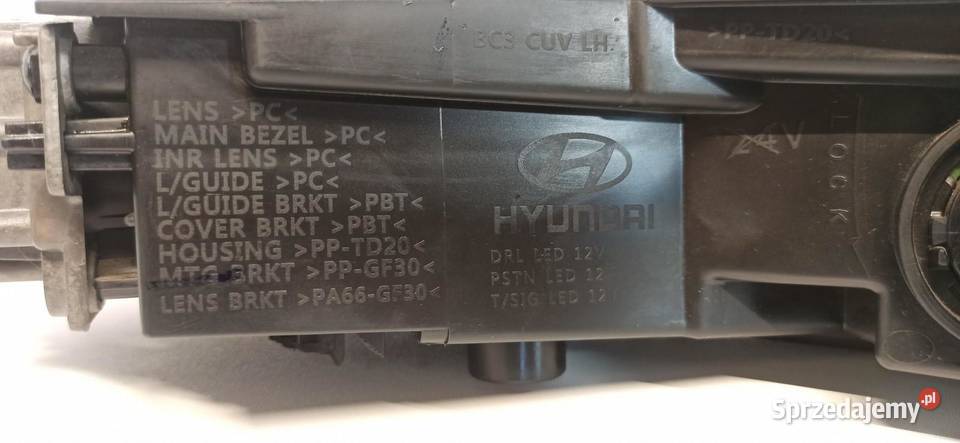 BC3 CUV LH
>PP-TD20<
LENS >PC<
MAIN BEZEL >PC<
INR LENS >PC<
L/GUIDE >PC<
L/GUIDE BRKT >PBT<
COVER BRKT >PBT<
HOUSING >PP-TD20<
MTG BRKT >PP-GF30<
LENS BRKT >PA66-GF30<
HYUNDAI
DRL LED 12V
PSTN LED 12
T/SIG LED 12
LOCK
Sprzedajemy.pl